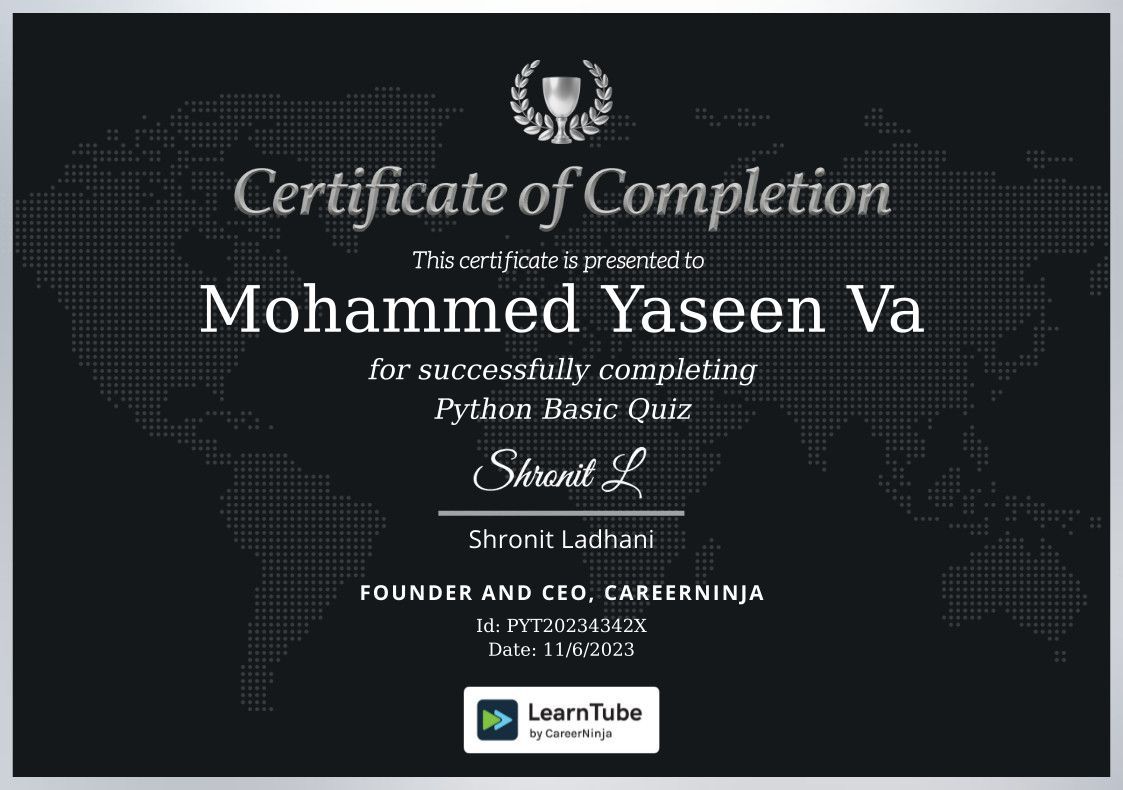 Certificate of Completion
This certificate is presented to
Mohammed Yaseen Va
for successfully completing
Python Basic Quiz
Shronit L
Shronit Ladhani
FOUNDER AND CEO, CAREERNINJA
Id: PYT20234342X
Date: 11/6/2023
LearnTube
by CareerNinja